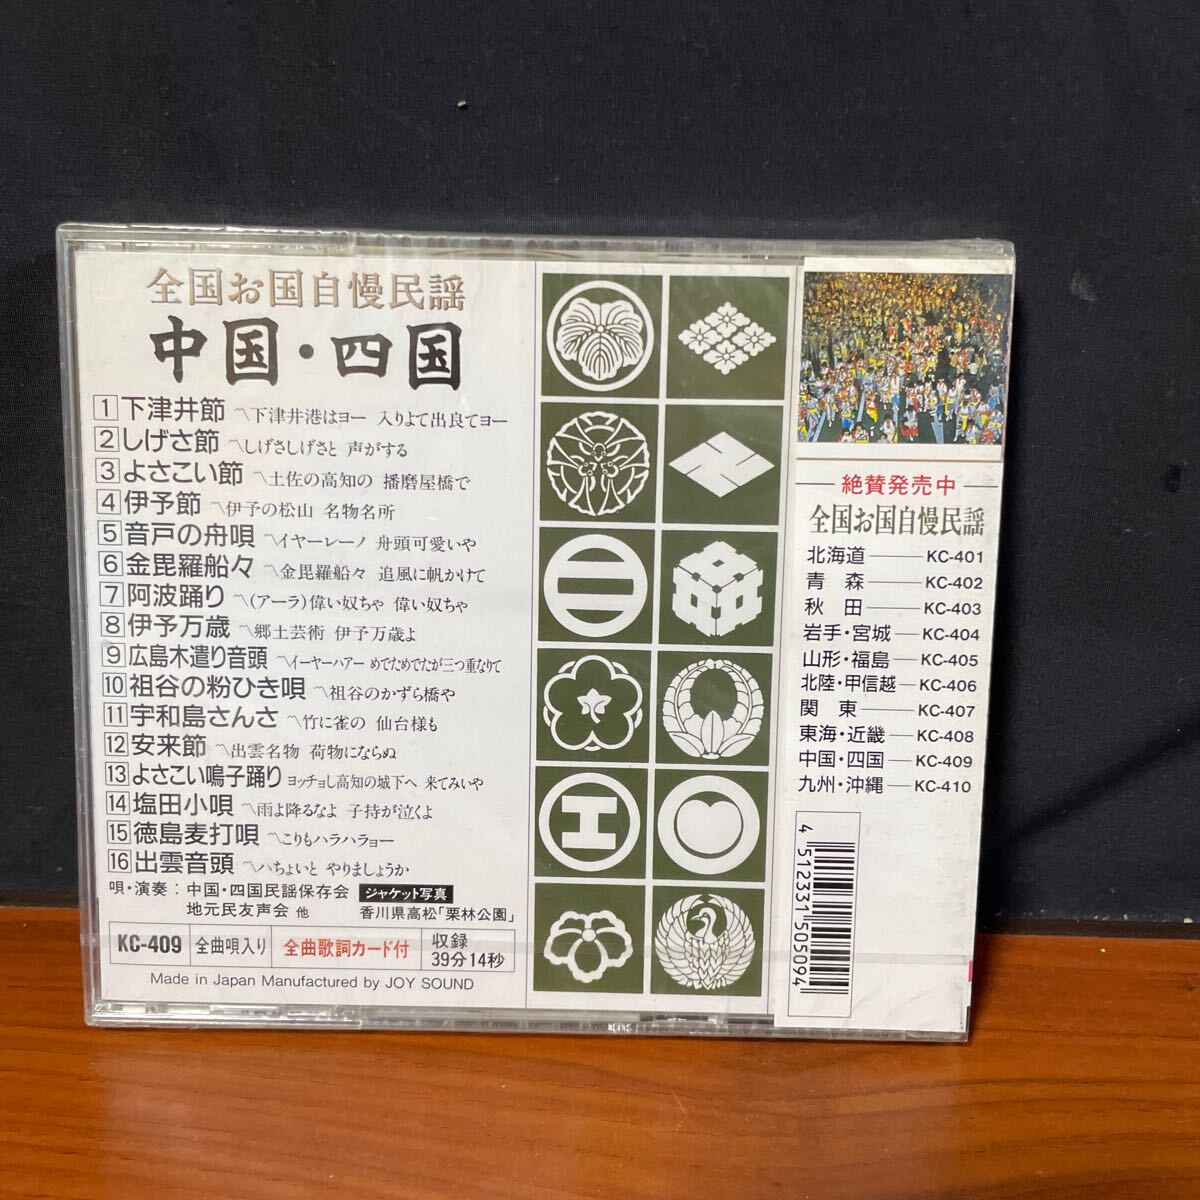 全国お国自慢民謡
中国・四国
1 下津井節 〽下津井港はヨー 入りよて出良てヨー
2 しげさ節 〽しげさしげさと 声がする
3 よさこい節 〽土佐の高知の 播磨屋橋で
4 伊予節 〽伊予の松山 名物名所
5 音戸の舟唄 〽イヤーレーノ 舟頭可愛いや
6 金毘羅船々 〽金毘羅船々 追風に帆かけて
7 阿波踊り 〽(アーラ)偉い奴ちゃ 偉い奴ちゃ
8 伊予万歳 〽郷土芸術 伊予万歳よ
9 広島木遣り音頭 〽イーヤーハアー めでためでたが三つ重なりて
10 祖谷の粉ひき唄 〽祖谷のかずら橋や
11 宇和島さんさ 〽竹に雀の 仙台様も
12 安来節 〽出雲名物 荷物にならぬ
13 よさこい鳴子踊り ヨッチョし高知の城下へ 来てみいや
14 塩田小唄 〽雨よ降るなよ 子持が泣くよ
15 徳島麦打唄 〽こりもハラハラョー
16 出雲音頭 〽ハちょいと やりましょうか
唄・演奏：中国・四国民謡保存会
地元民友声会 他
ジャケット写真
香川県高松「栗林公園」
KC-409 全曲唄入り 全曲歌詞カード付 収録 39分14秒
Made in Japan Manufactured by JOY SOUND
絶賛発売中
全国お国自慢民謡
北海道 KC-401
青森 KC-402
秋田 KC-403
岩手・宮城 KC-404
山形・福島 KC-405
北陸・甲信越 KC-406
関東 KC-407
東海・近畿 KC-408
中国・四国 KC-409
九州・沖縄 KC-410
4 512331 505094